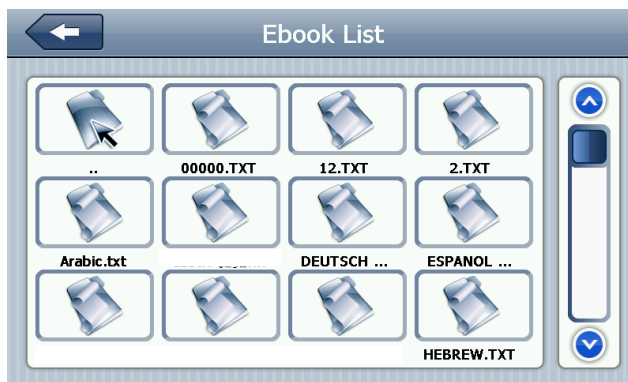 Ebook List
..
00000.TXT
12.TXT
2.TXT
Arabic.txt
DEUTSCH ...
ESPANOL ...
HEBREW.TXT